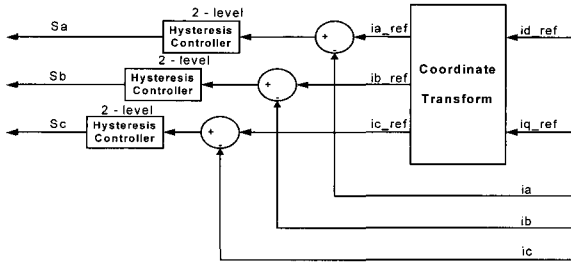 2 - level
Sa
Hysteresis
Controller
+
-
ia_ref
id_ref
2 - level
Sb
Hysteresis
Controller
+
-
ib_ref
Coordinate
Transform
2 - level
Sc
Hysteresis
Controller
+
-
ic_ref
iq_ref
ia
ib
ic